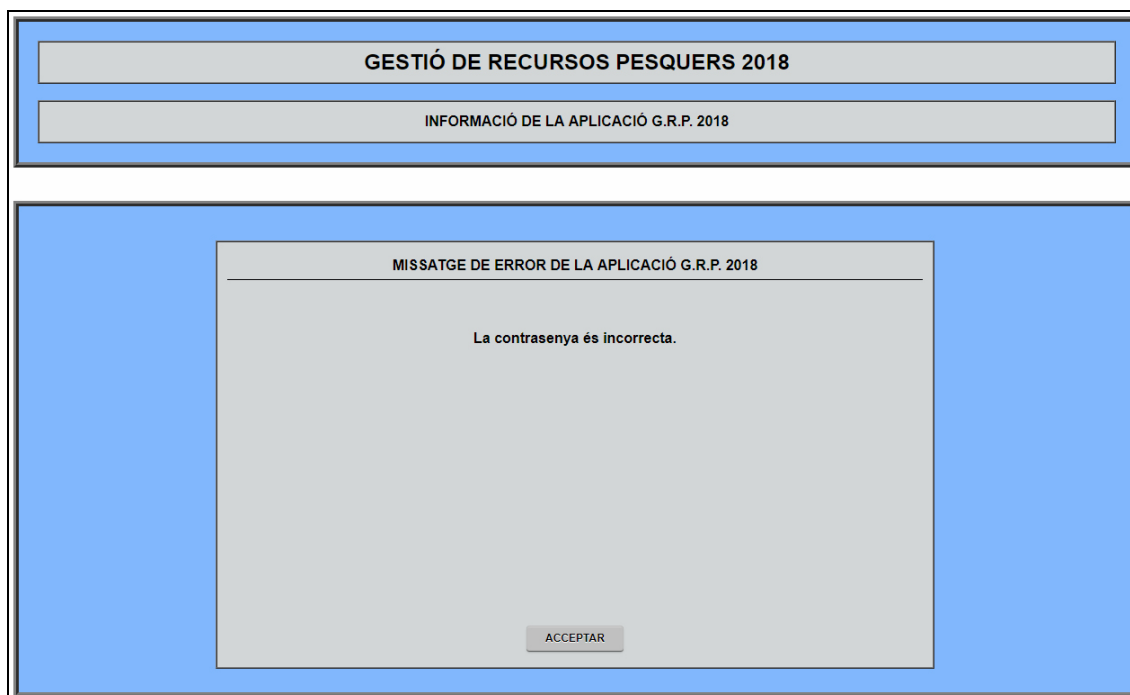 GESTIÓ DE RECURSOS PESQUERS 2018
INFORMACIÓ DE LA APLICACIÓ G.R.P. 2018
MISSATGE DE ERROR DE LA APLICACIÓ G.R.P. 2018
La contrasenya és incorrecta.
ACCEPTAR